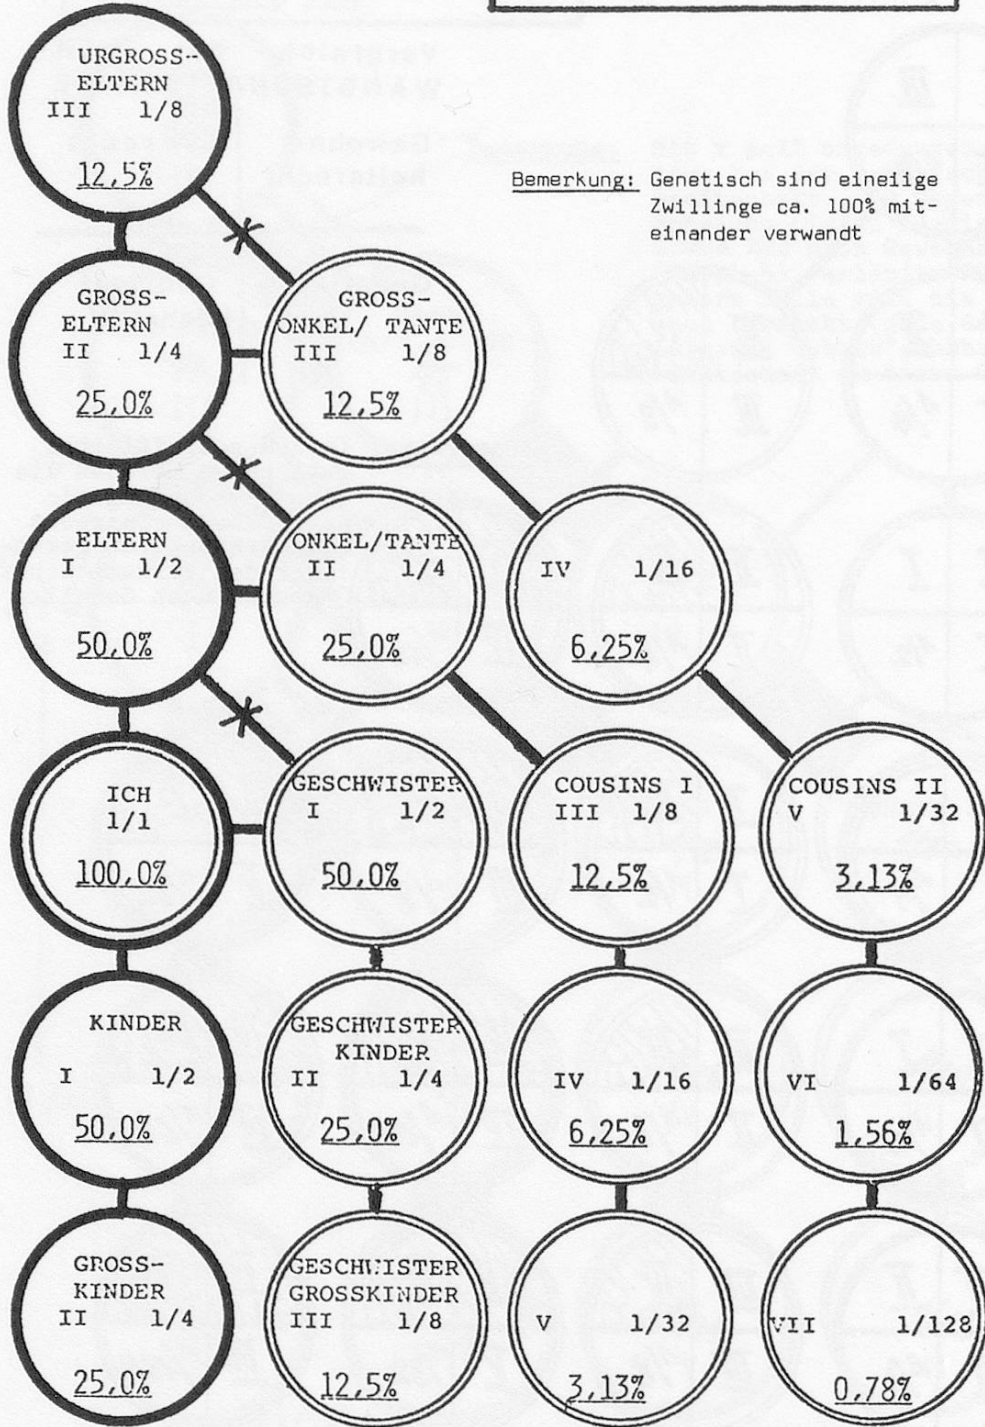 URGROSS-
ELTERN
III 1/8
12,5%
Bemerkung: Genetisch sind eineiige
Zwillinge ca. 100% mit-
einander verwandt
GROSS-
ELTERN
II 1/4
25,0%
GROSS-
ONKEL/ TANTE
III 1/8
12,5%
ELTERN
I 1/2
50,0%
ONKEL/TANTE
II 1/4
25,0%
IV 1/16
6,25%
ICH
1/1
100,0%
GESCHWISTER
I 1/2
50,0%
COUSINS I
III 1/8
12,5%
COUSINS II
V 1/32
3,13%
KINDER
I 1/2
50,0%
GESCHWISTER
KINDER
II 1/4
25,0%
IV 1/16
6,25%
VI 1/64
1,56%
GROSS-
KINDER
II 1/4
25,0%
GESCHWISTER
GROSSKINDER
III 1/8
12,5%
V 1/32
3,13%
VII 1/128
0,78%